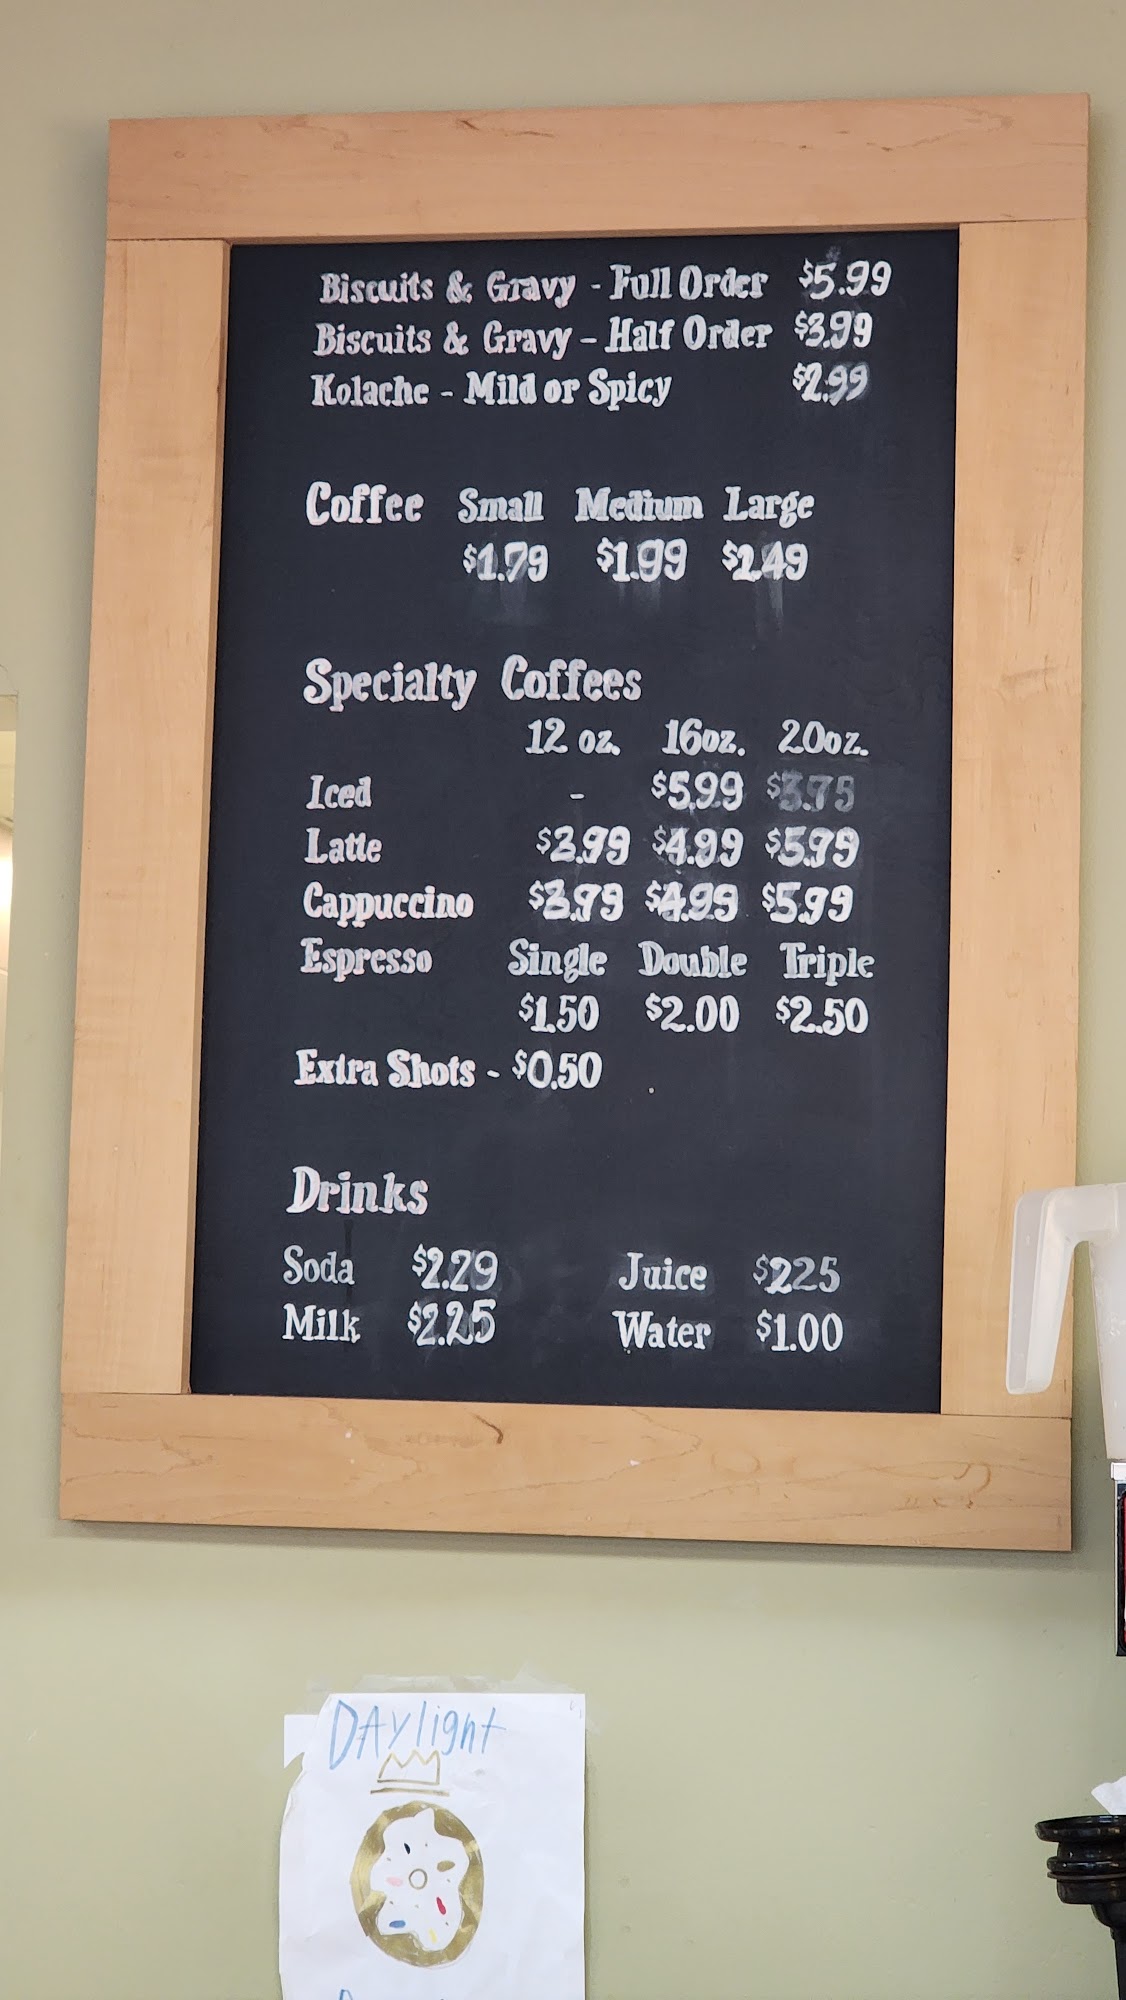 Biscuits & Gravy - Full Order $5.99
Biscuits & Gravy - Half Order $3.99
Kolache - Mild or Spicy $2.99
Coffee Small Medium Large
$1.79 $1.99 $2.49
Specialty Coffees
12 oz. 16oz. 20oz.
Iced - $5.99 $3.75
Latte $3.99 $4.99 $5.99
Cappuccino $3.99 $4.99 $5.99
Espresso Single Double Triple
$1.50 $2.00 $2.50
Extra Shots - $0.50
Drinks
Soda $2.29 Juice $2.25
Milk $2.25 Water $1.00
DAylight